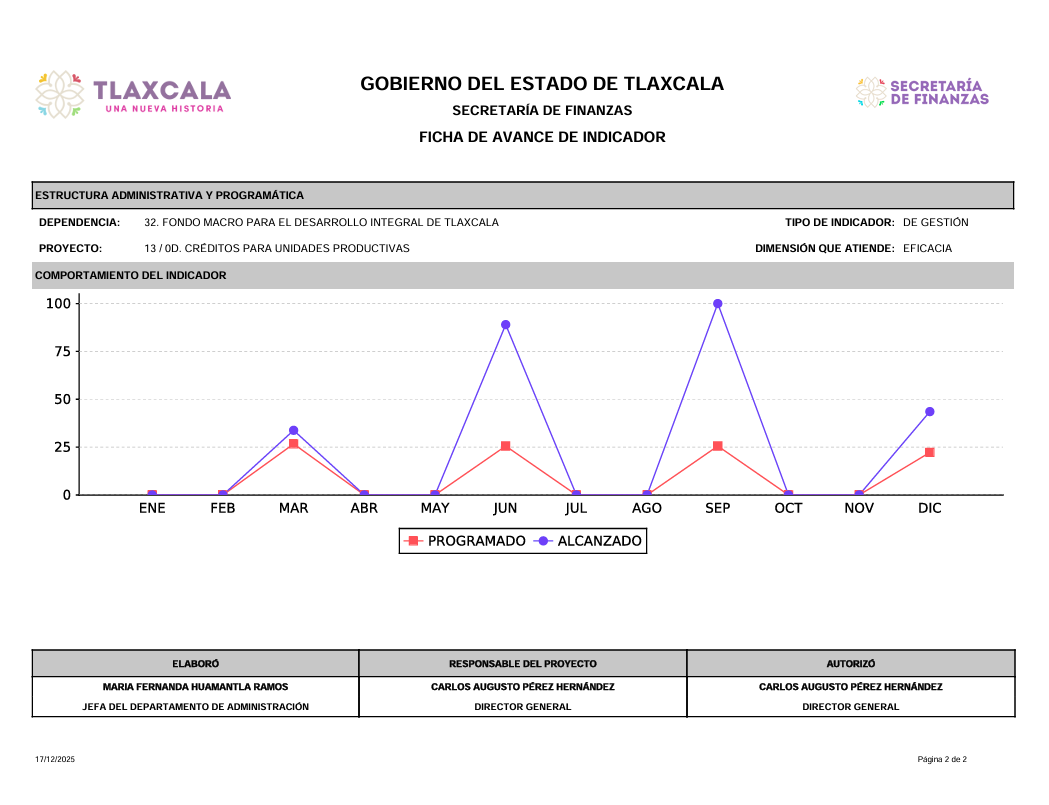 TLAXCALA
UNA NUEVA HISTORIA
GOBIERNO DEL ESTADO DE TLAXCALA
SECRETARÍA DE FINANZAS
FICHA DE AVANCE DE INDICADOR
SECRETARÍA
DE FINANZAS
ESTRUCTURA ADMINISTRATIVA Y PROGRAMÁTICA
DEPENDENCIA: 32. FONDO MACRO PARA EL DESARROLLO INTEGRAL DE TLAXCALA TIPO DE INDICADOR: DE GESTIÓN
PROYECTO: 13 / 0D. CRÉDITOS PARA UNIDADES PRODUCTIVAS DIMENSIÓN QUE ATIENDE: EFICACIA
COMPORTAMIENTO DEL INDICADOR
100
75
50
25
0
ENE FEB MAR ABR MAY JUN JUL AGO SEP OCT NOV DIC
PROGRAMADO ALCANZADO
ELABORÓ RESPONSABLE DEL PROYECTO AUTORIZÓ
MARIA FERNANDA HUAMANTLA RAMOS CARLOS AUGUSTO PÉREZ HERNÁNDEZ CARLOS AUGUSTO PÉREZ HERNÁNDEZ
JEFA DEL DEPARTAMENTO DE ADMINISTRACIÓN DIRECTOR GENERAL DIRECTOR GENERAL
17/12/2025 Página 2 de 2